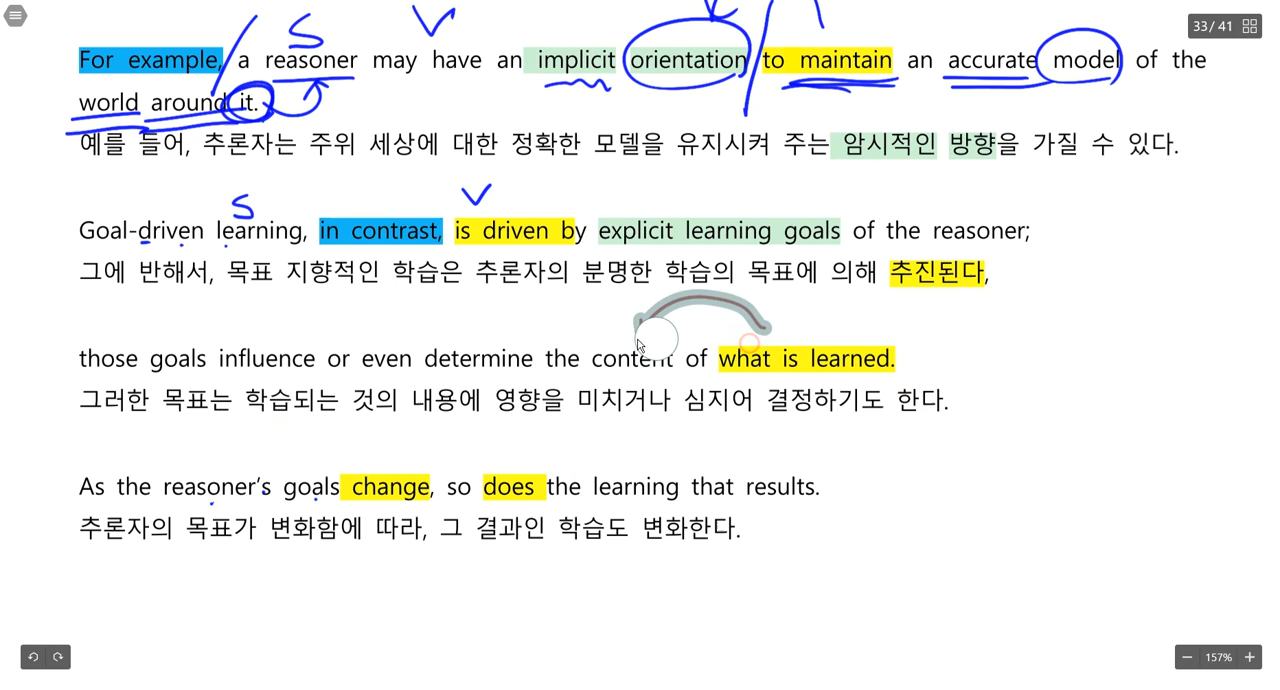 33/ 41
S
V
For example, a reasoner may have an implicit orientation to maintain an accurate model of the
world around it.
예를 들어, 추론자는 주위 세상에 대한 정확한 모델을 유지시켜 주는 암시적인 방향을 가질 수 있다.
S
V
Goal-driven learning, in contrast, is driven by explicit learning goals of the reasoner;
그에 반해서, 목표 지향적인 학습은 추론자의 분명한 학습의 목표에 의해 추진된다,
those goals influence or even determine the content of what is learned.
그러한 목표는 학습되는 것의 내용에 영향을 미치거나 심지어 결정하기도 한다.
As the reasoner's goals change, so does the learning that results.
추론자의 목표가 변화함에 따라, 그 결과인 학습도 변화한다.
157%